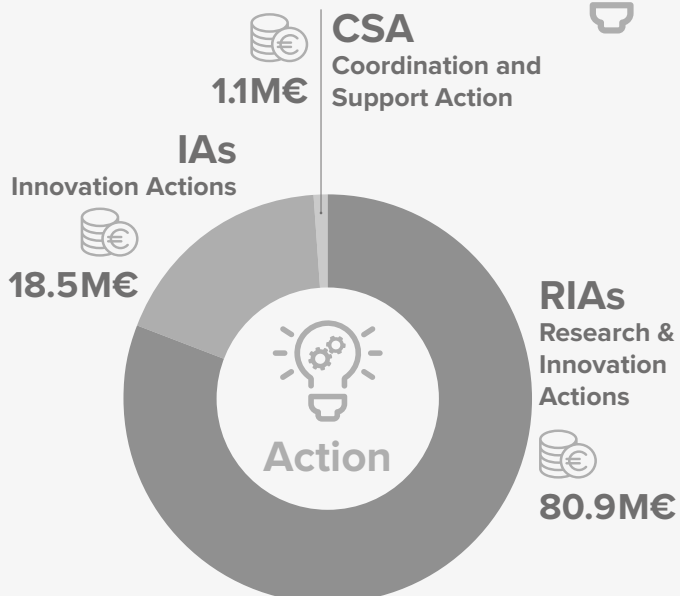 CSA
Coordination and
Support Action
1.1M€
IAs
Innovation Actions
18.5M€
RIAs
Research &
Innovation
Actions
80.9M€
Action